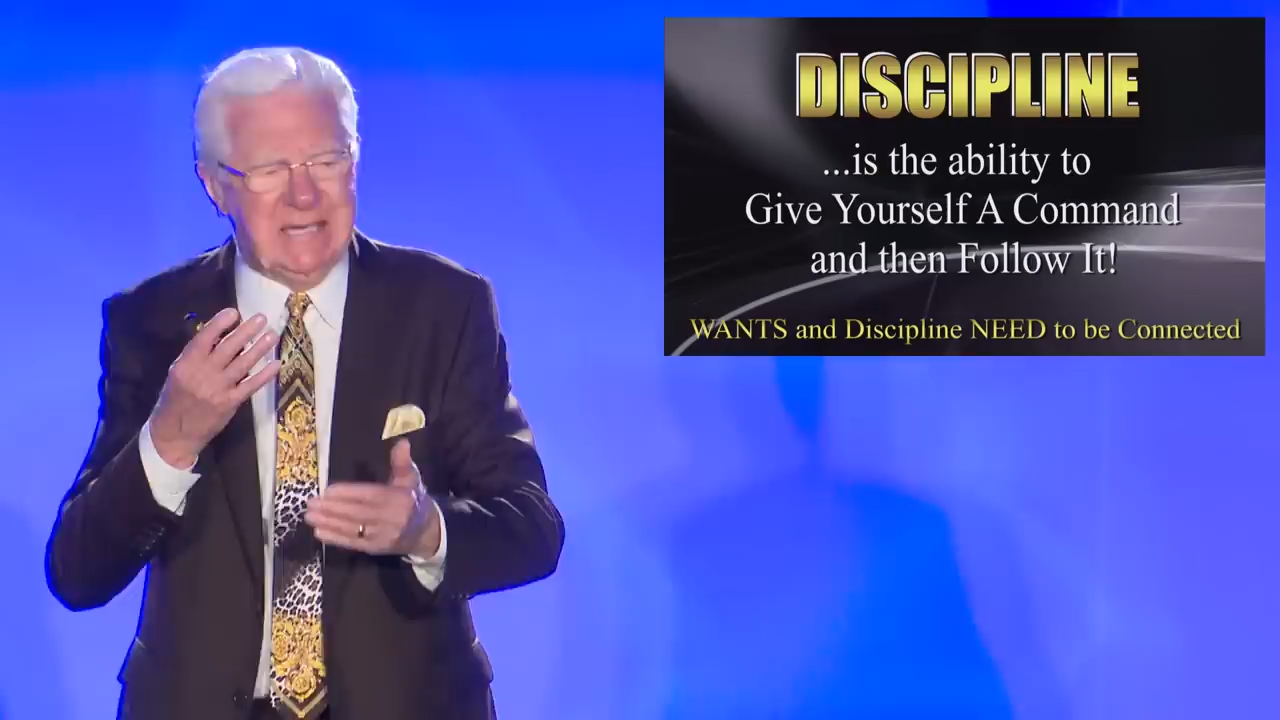 DISCIPLINE
...is the ability to
Give Yourself A Command
and then Follow It!
WANTS and Discipline NEED to be Connected